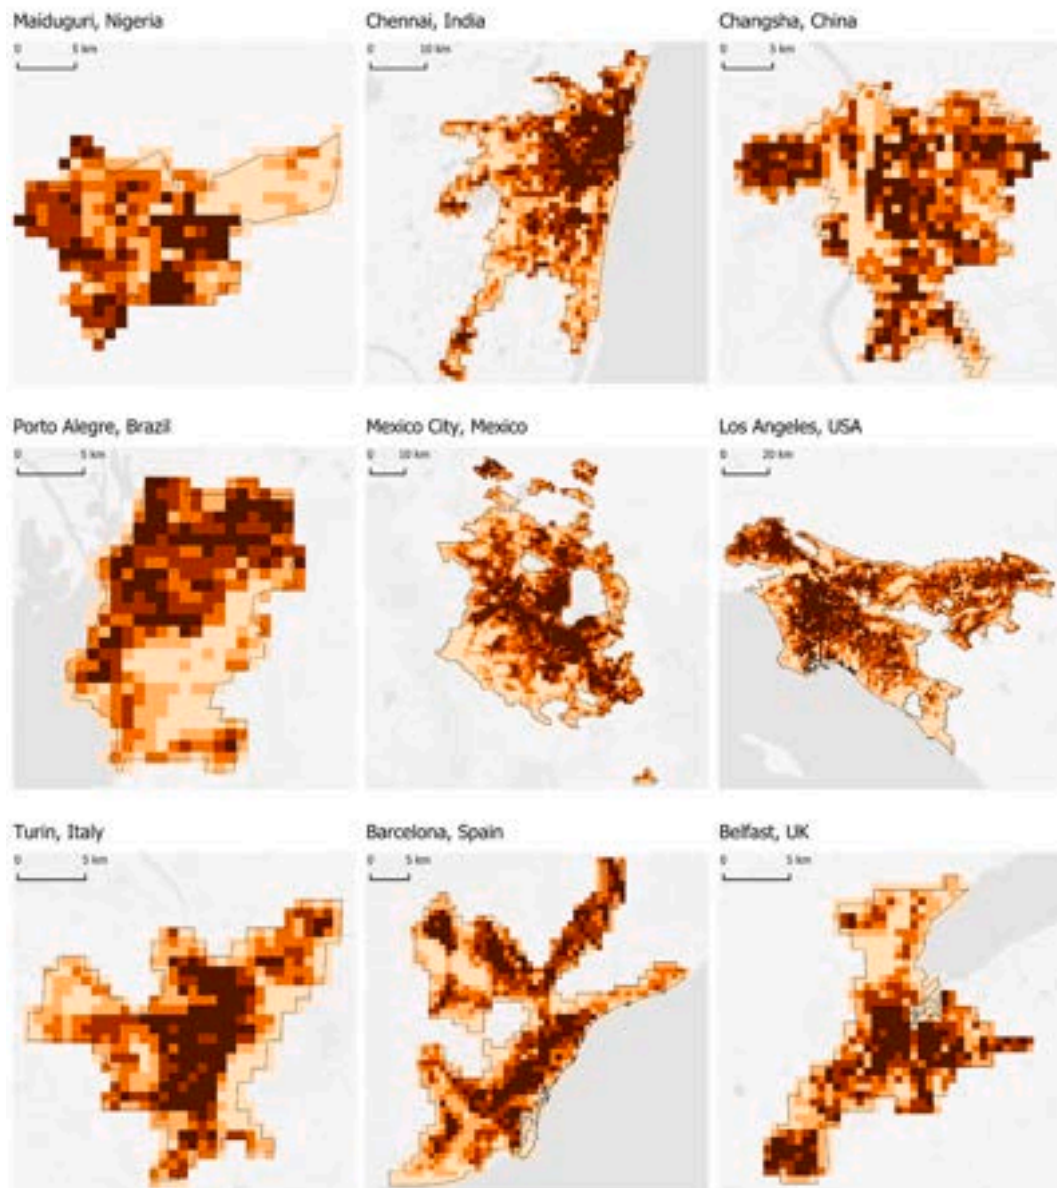 Maiduguri, Nigeria
0 5 km
Chennai, India
0 10 km
Changsha, China
0 5 km
Porto Alegre, Brazil
0 5 km
Mexico City, Mexico
0 10 km
Los Angeles, USA
0 20 km
Turin, Italy
0 5 km
Barcelona, Spain
0 5 km
Belfast, UK
0 5 km